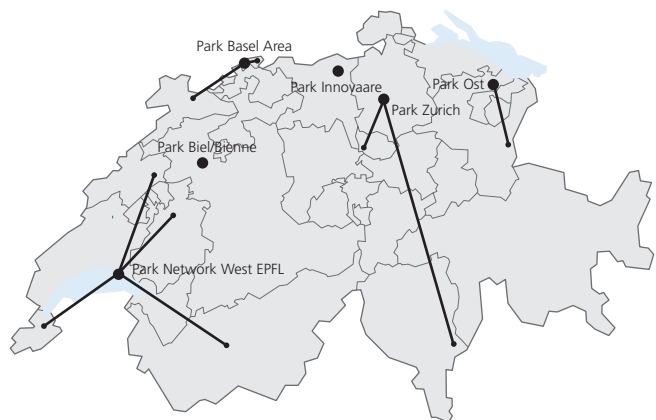 Park Basel Area
Park Innovaare
Park Ost
Park Zurich
Park Biel/Bienne
Park Network West EPFL